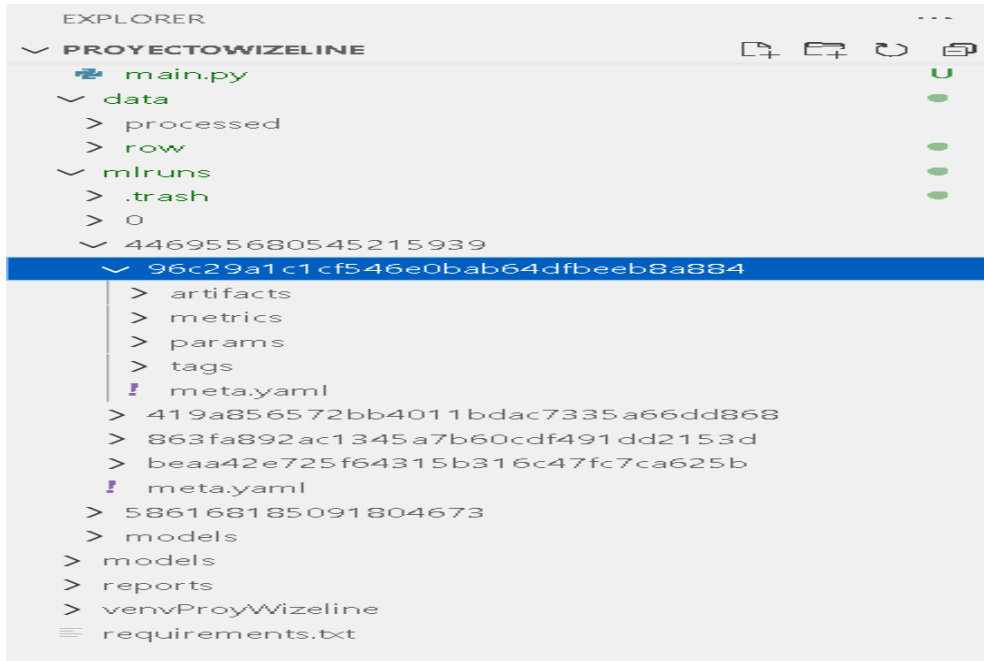 EXPLORER
PROYECTOWIZELINE
main.py U
data
processed
row
mlruns
.trash
0
446955680545215939
96c29a1c1cf546e0bab64dfbeeb8a884
artifacts
metrics
params
tags
! meta.yaml
419a856572bb4011bdac7335a66dd868
863fa892ac1345a7b60cdf491dd2153d
beaa42e725f64315b316c47fc7ca625b
! meta.yaml
586168185091804673
models
models
reports
venvProyWizeline
requirements.txt